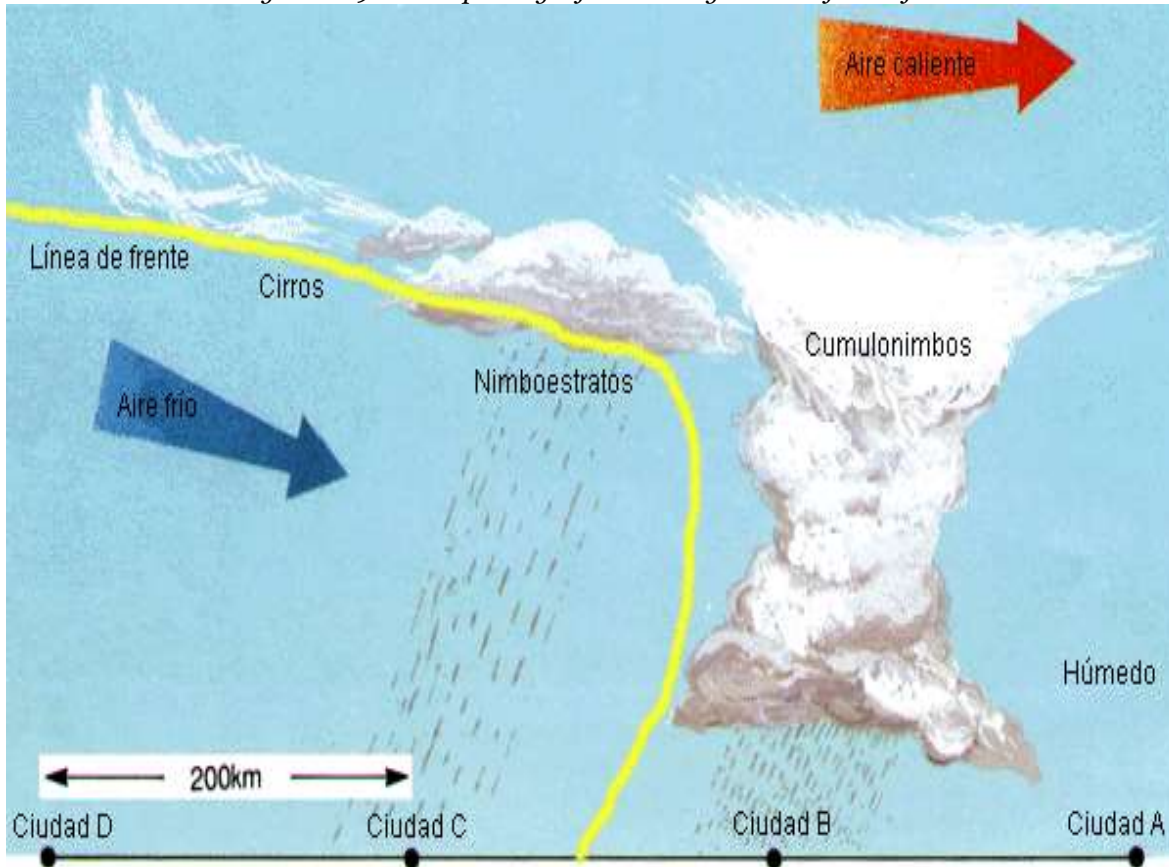 Aire caliente
Línea de frente
Cirros
Cumulonimbos
Nimboestratos
Aire frío
Húmedo
200km
Ciudad D
Ciudad C
Ciudad B
Ciudad A